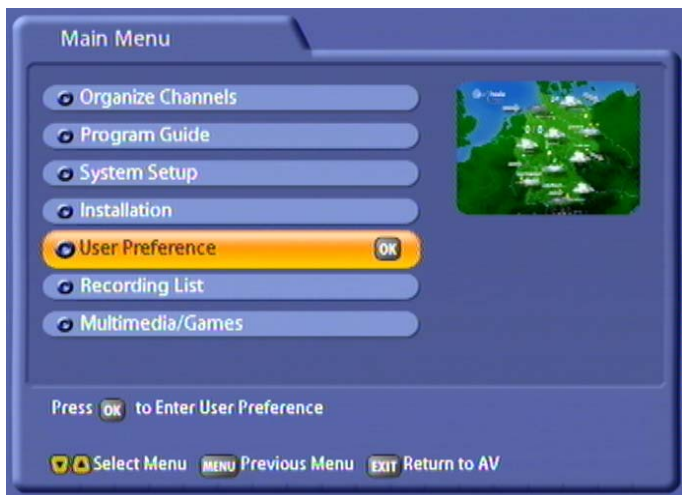 Main Menu
Organize Channels
Program Guide
System Setup
Installation
User Preference OK
Recording List
Multimedia/Games
Press OK to Enter User Preference
Select Menu MENU Previous Menu EXIT Return to AV